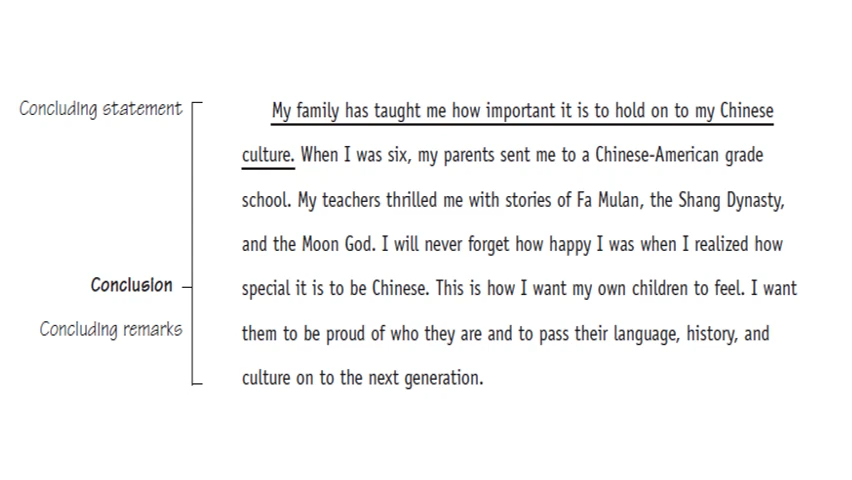 Concluding statement
My family has taught me how important it is to hold on to my Chinese
culture. When I was six, my parents sent me to a Chinese-American grade
school. My teachers thrilled me with stories of Fa Mulan, the Shang Dynasty,
and the Moon God. I will never forget how happy I was when I realized how
Conclusion
special it is to be Chinese. This is how I want my own children to feel. I want
Concluding remarks
them to be proud of who they are and to pass their language, history, and
culture on to the next generation.